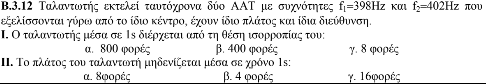 Β.3.12 Ταλαντωτής εκτελεί ταυτόχρονα δύο ΑΑΤ με συχνότητες f₁=398Hz και f₂=402Hz που
εξελίσσονται γύρω από το ίδιο κέντρο, έχουν ίδιο πλάτος και ίδια διεύθυνση.
Ι. Ο ταλαντωτής μέσα σε 1s διέρχεται από τη θέση ισορροπίας του:
α. 800 φορές β. 400 φορές γ. 8 φορές
ΙΙ. Το πλάτος του ταλαντωτή μηδενίζεται μέσα σε χρόνο 1s:
α. 8φορές β. 4 φορές γ. 16φορές